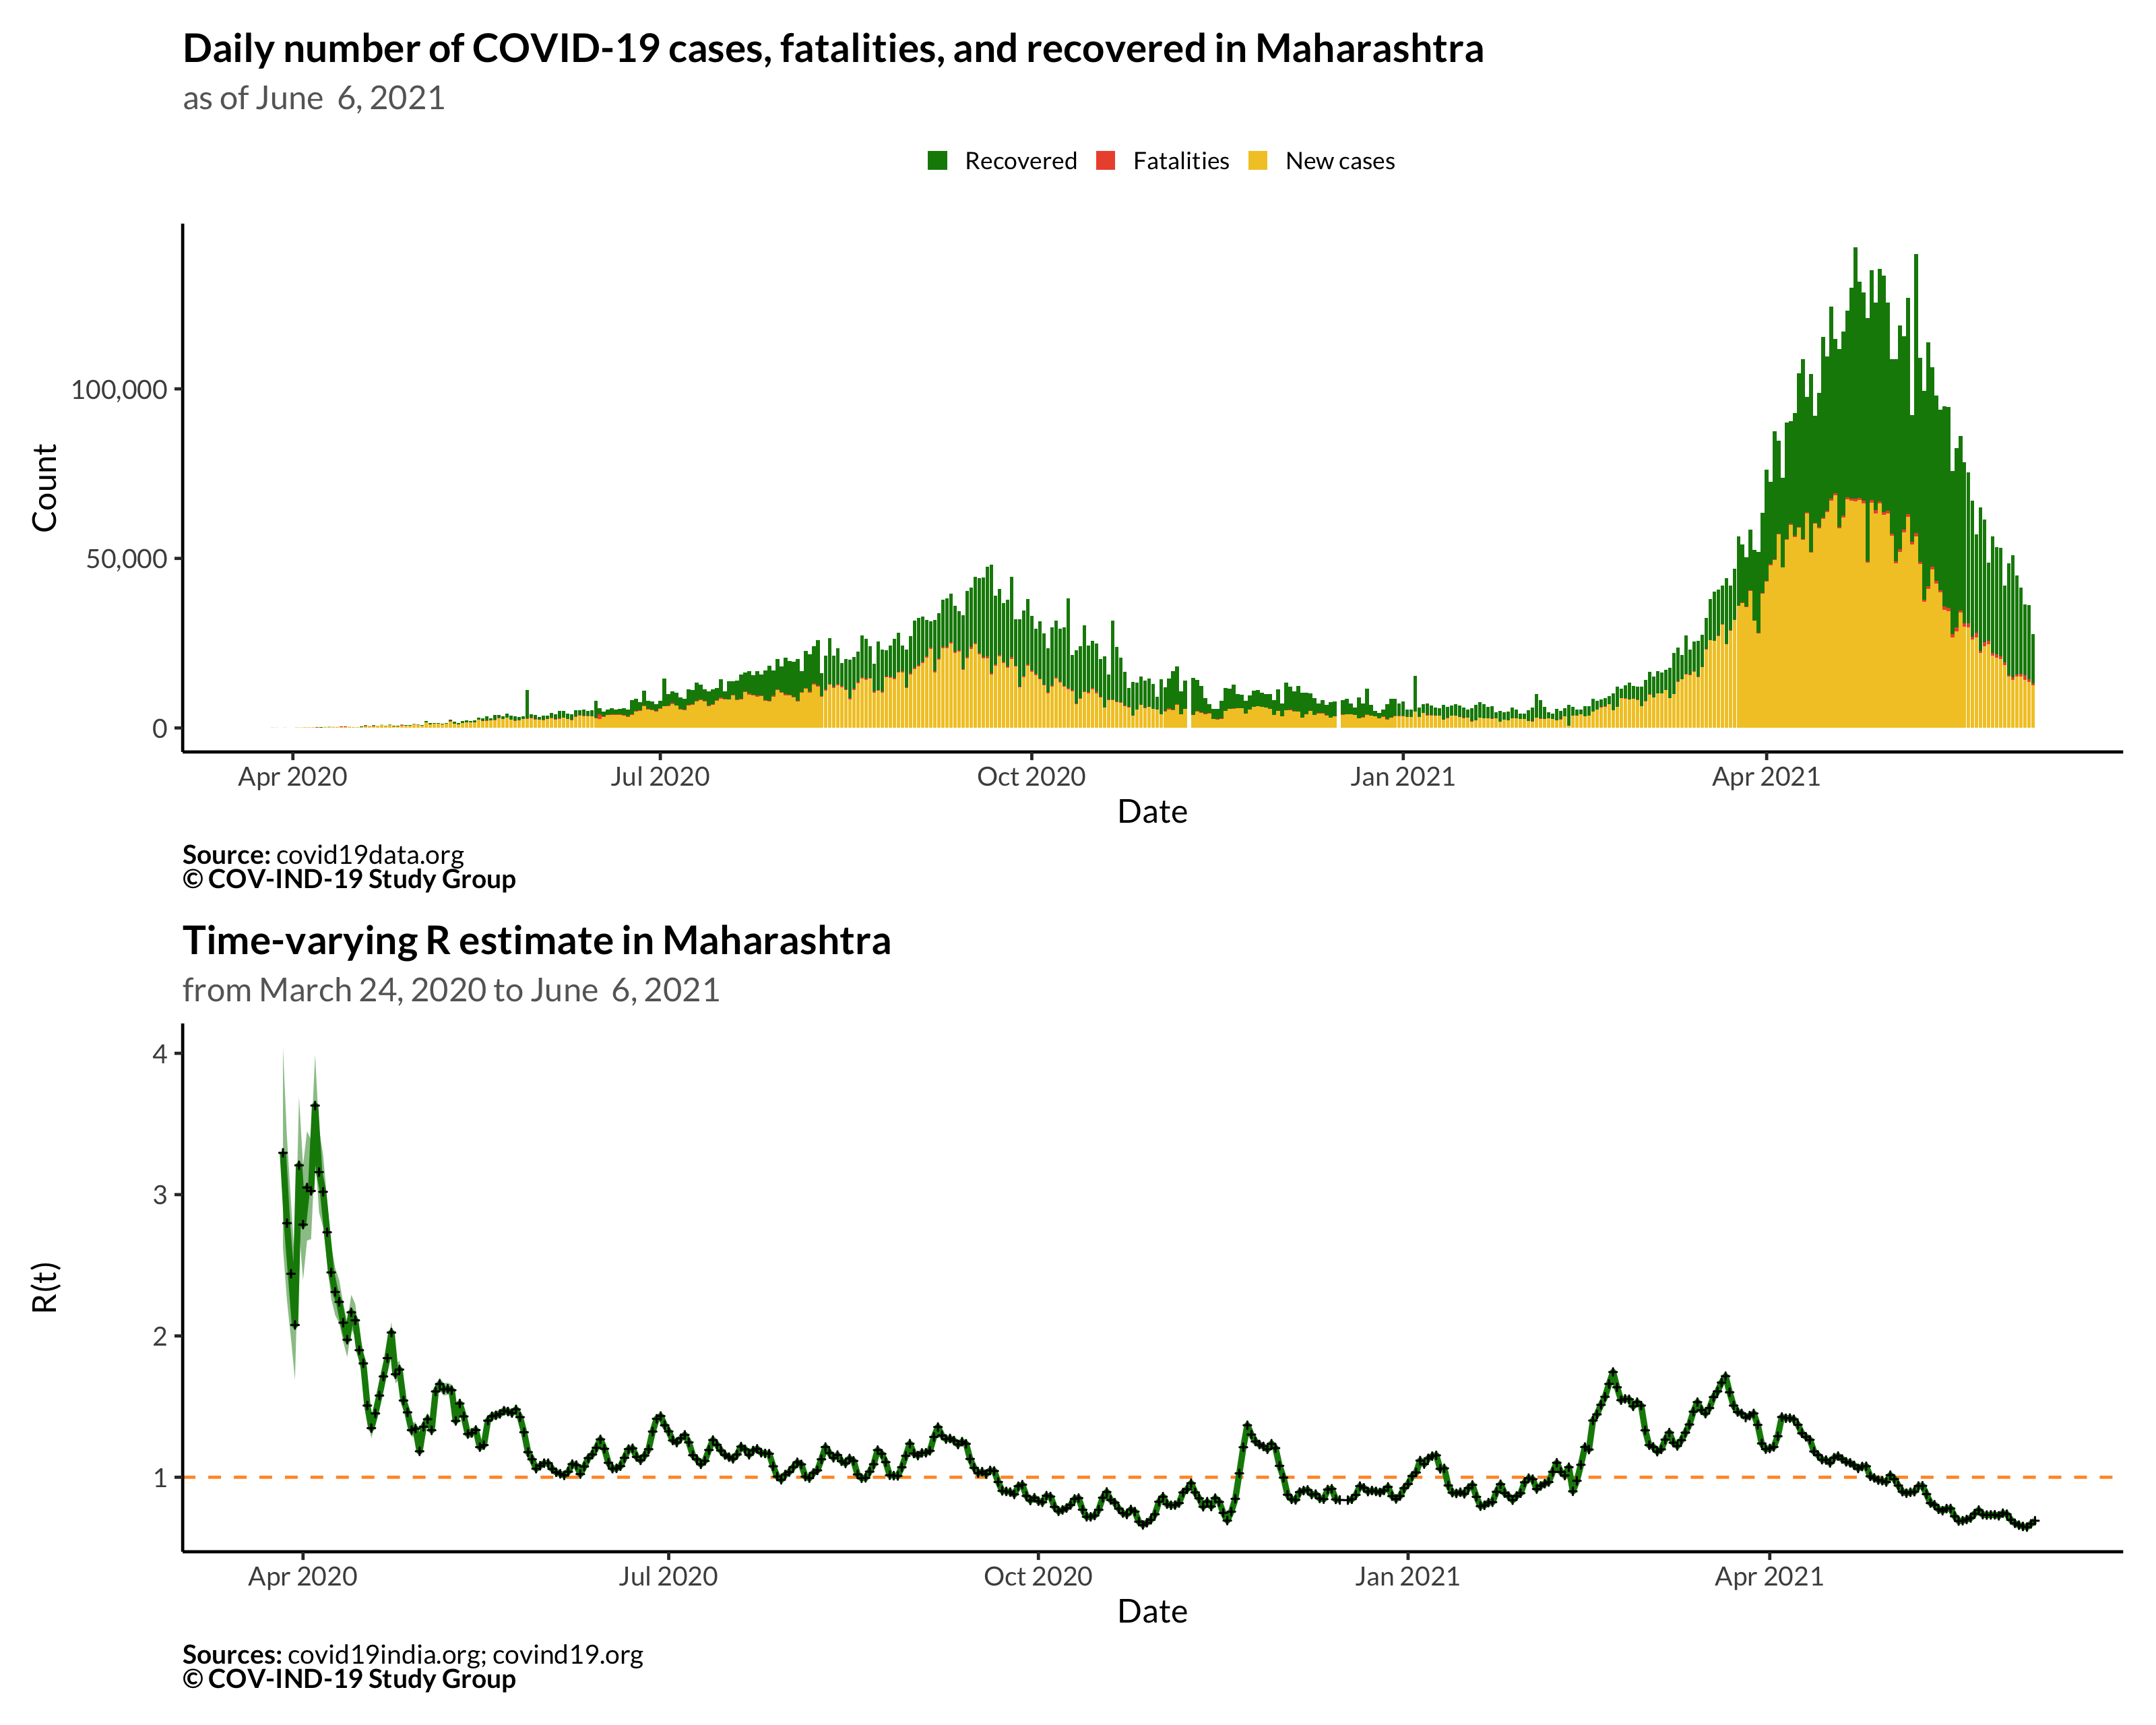 Daily number of COVID-19 cases, fatalities, and recovered in Maharashtra
as of June  6, 2021
Recovered Fatalities New cases
Count
100,000
50,000
0
Apr 2020 Jul 2020 Oct 2020 Jan 2021 Apr 2021
Date
Source: covid19data.org
© COV-IND-19 Study Group
Time-varying R estimate in Maharashtra
from March 24, 2020 to June  6, 2021
R(t)
4
3
2
1
Apr 2020 Jul 2020 Oct 2020 Jan 2021 Apr 2021
Date
Sources: covid19india.org; covind19.org
© COV-IND-19 Study Group